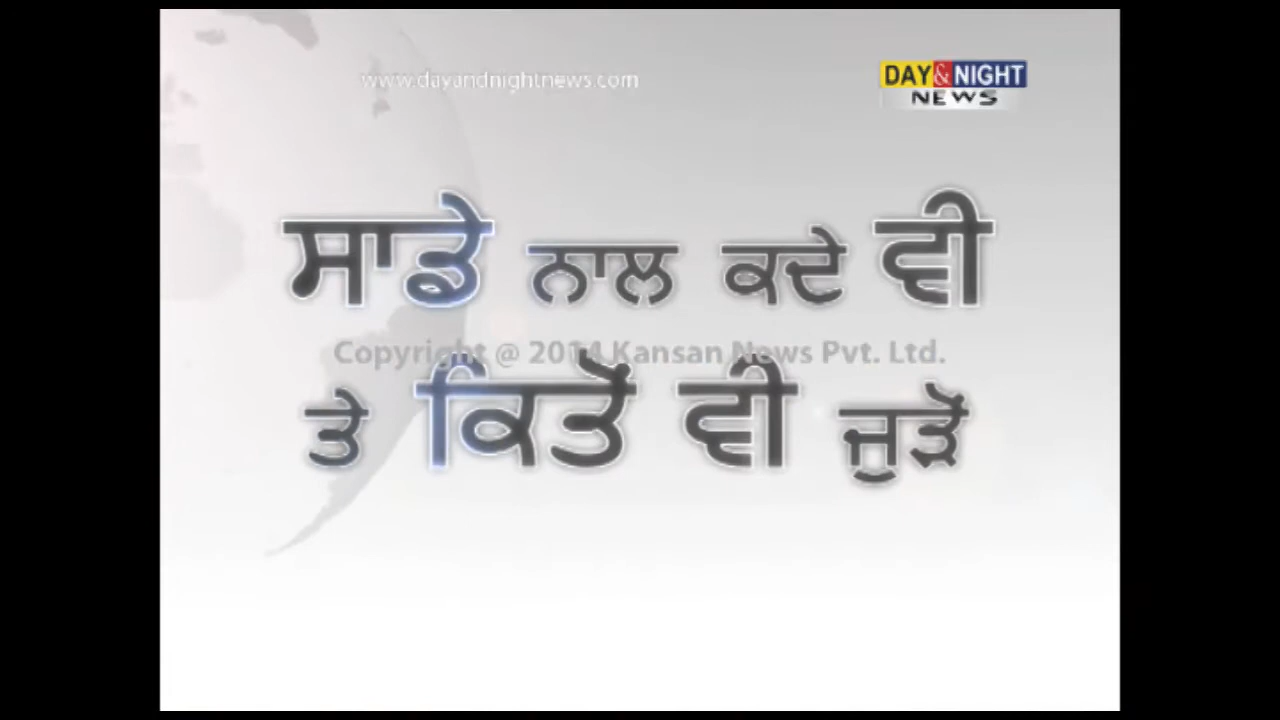 www.dayandnightnews.com
DAY&NIGHT
NEWS
ਸਾਡੇ ਨਾਲ ਕਦੇ ਵੀ
Copyright @ 2014 Kansan News Pvt. Ltd.
ਤੇ ਕਿਤੋਂ ਵੀ ਜੁੜੋਂ